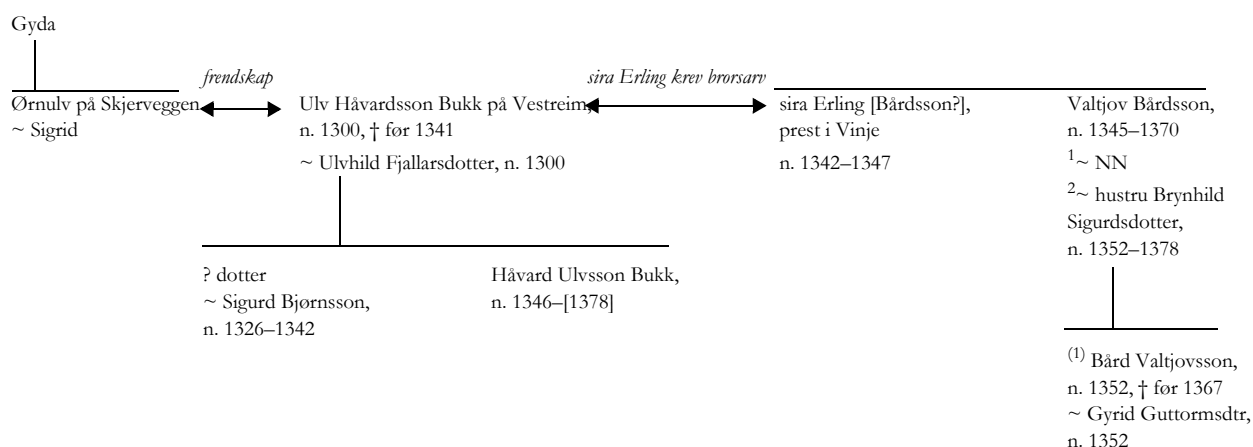 Gyda
frendskap
sira Erling krev brorsarv
Ørnulv på Skjerveggen
~ Sigrid
Ulv Håvardsson Bukk på Vestreim,
n. 1300, † før 1341
~ Ulvhild Fjallarsdotter, n. 1300
sira Erling [Bårdsson?],
prest i Vinje
n. 1342–1347
Valtjov Bårdsson,
n. 1345–1370
¹~ NN
²~ hustru Brynhild
Sigurdsdotter,
n. 1352–1378
? dotter
~ Sigurd Bjørnsson,
n. 1326–1342
Håvard Ulvsson Bukk,
n. 1346–[1378]
⁽¹⁾ Bård Valtjovsson,
n. 1352, † før 1367
~ Gyrid Guttormsdtr,
n. 1352